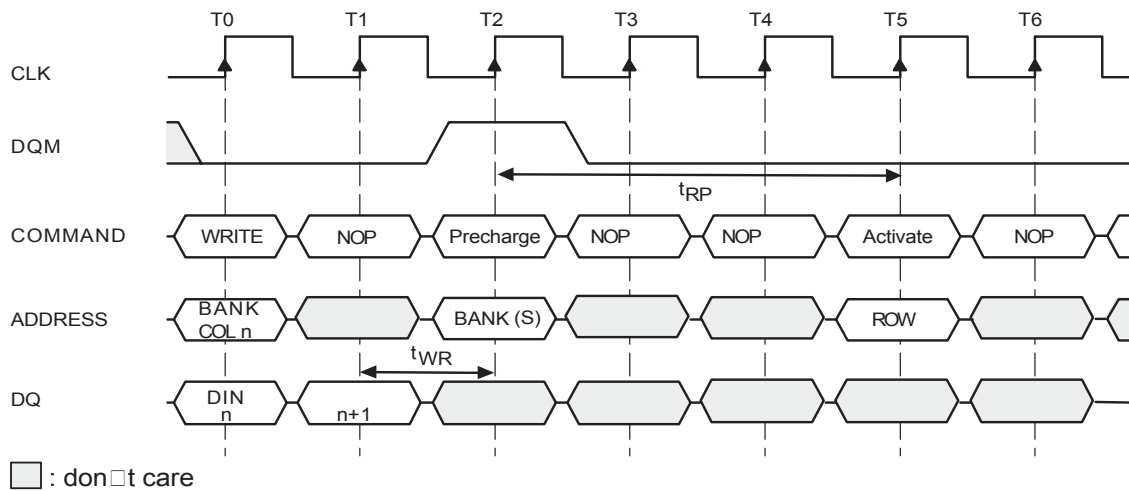 T0 T1 T2 T3 T4 T5 T6
CLK
DQM
tRP
COMMAND WRITE NOP Precharge NOP NOP Activate NOP
ADDRESS BANK COL n BANK (S) ROW
tWR
DQ DIN n n+1
: don□t care